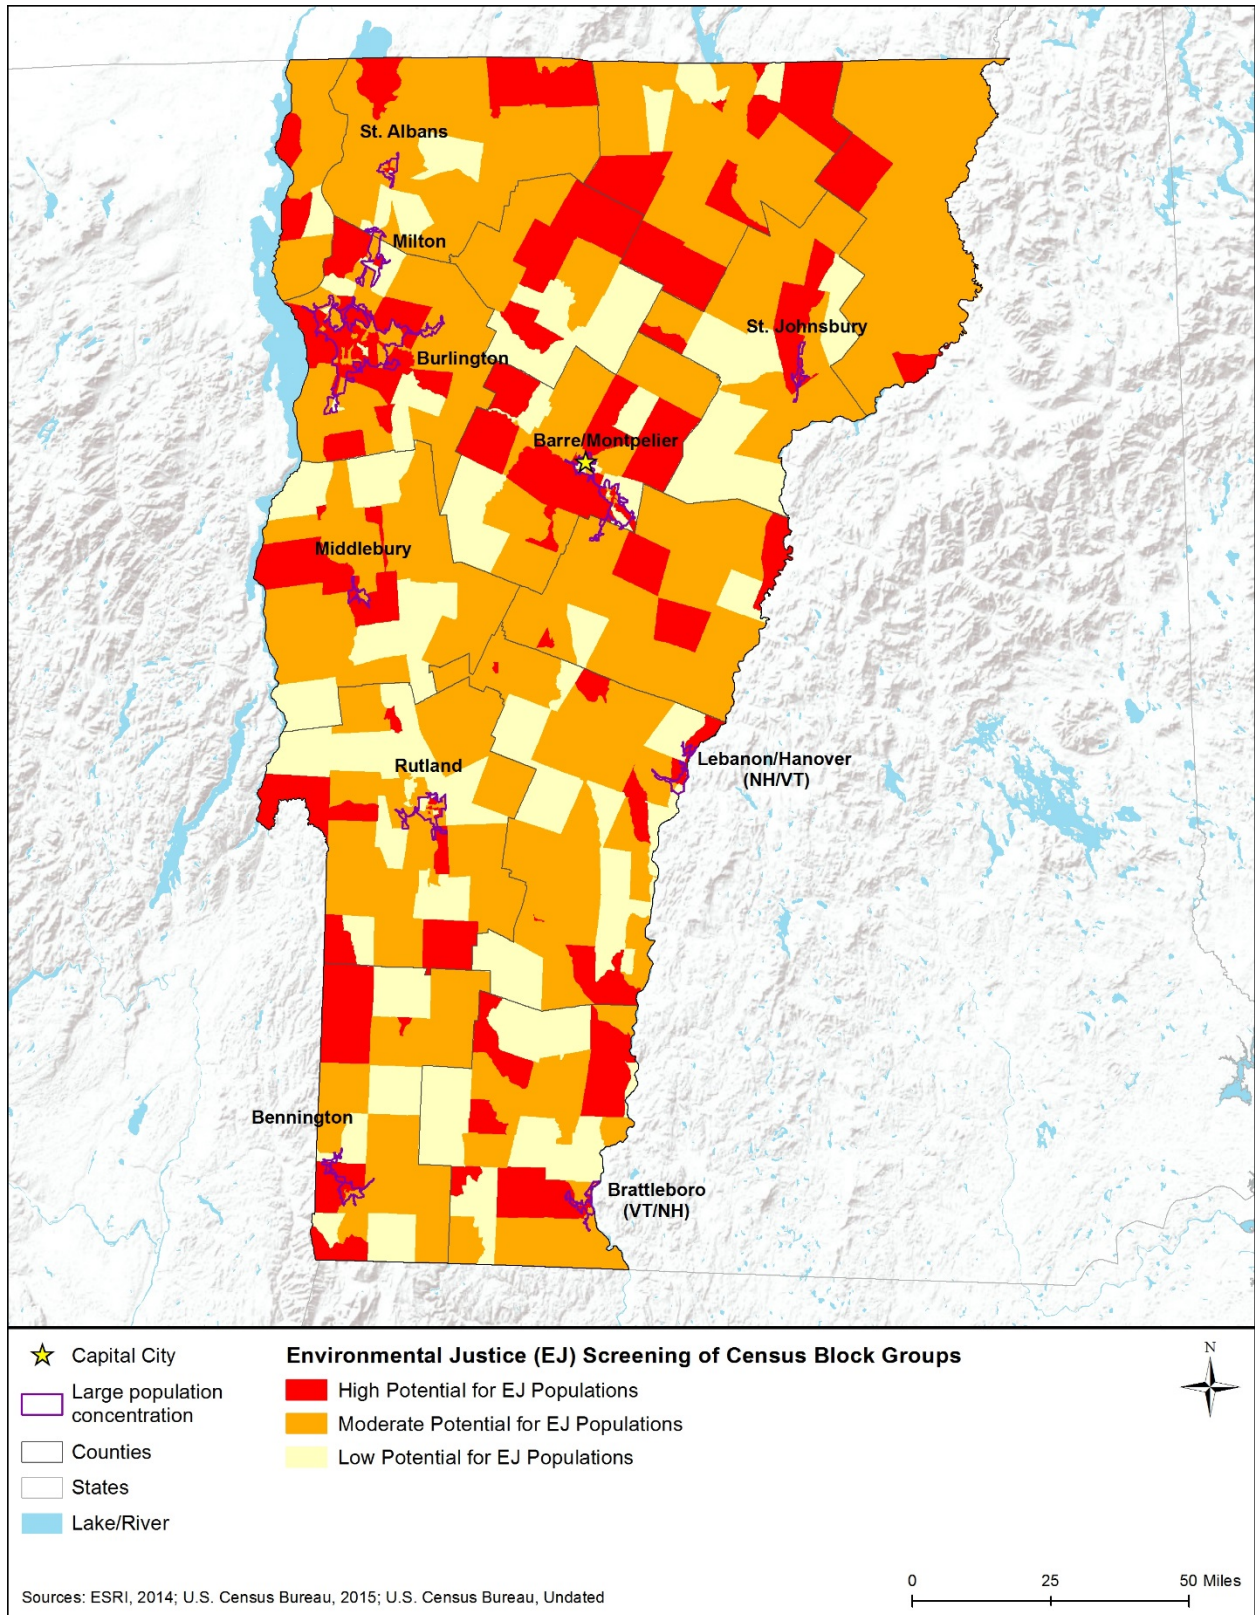 St. Albans
Milton
Burlington
St. Johnsbury
Barre/Montpelier
Middlebury
Rutland
Lebanon/Hanover
(NH/VT)
Bennington
Brattleboro
(VT/NH)
Capital City
Large population
concentration
Counties
States
Lake/River
Environmental Justice (EJ) Screening of Census Block Groups
High Potential for EJ Populations
Moderate Potential for EJ Populations
Low Potential for EJ Populations
N
Sources: ESRI, 2014; U.S. Census Bureau, 2015; U.S. Census Bureau, Undated
0 25 50 Miles